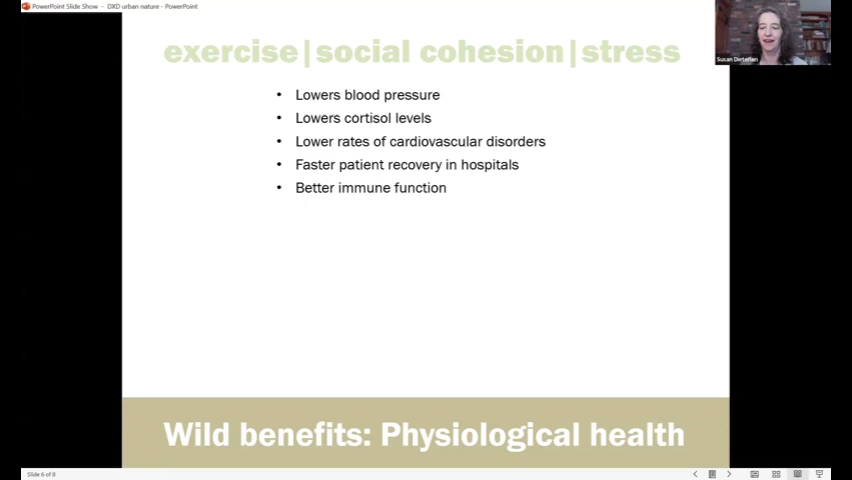 PowerPoint Slide Show - DXD urban nature - PowerPoint
exercise|social cohesion|stress
Susan Dieterlen
• Lowers blood pressure
• Lowers cortisol levels
• Lower rates of cardiovascular disorders
• Faster patient recovery in hospitals
• Better immune function
Wild benefits: Physiological health
Slide 6 of 8